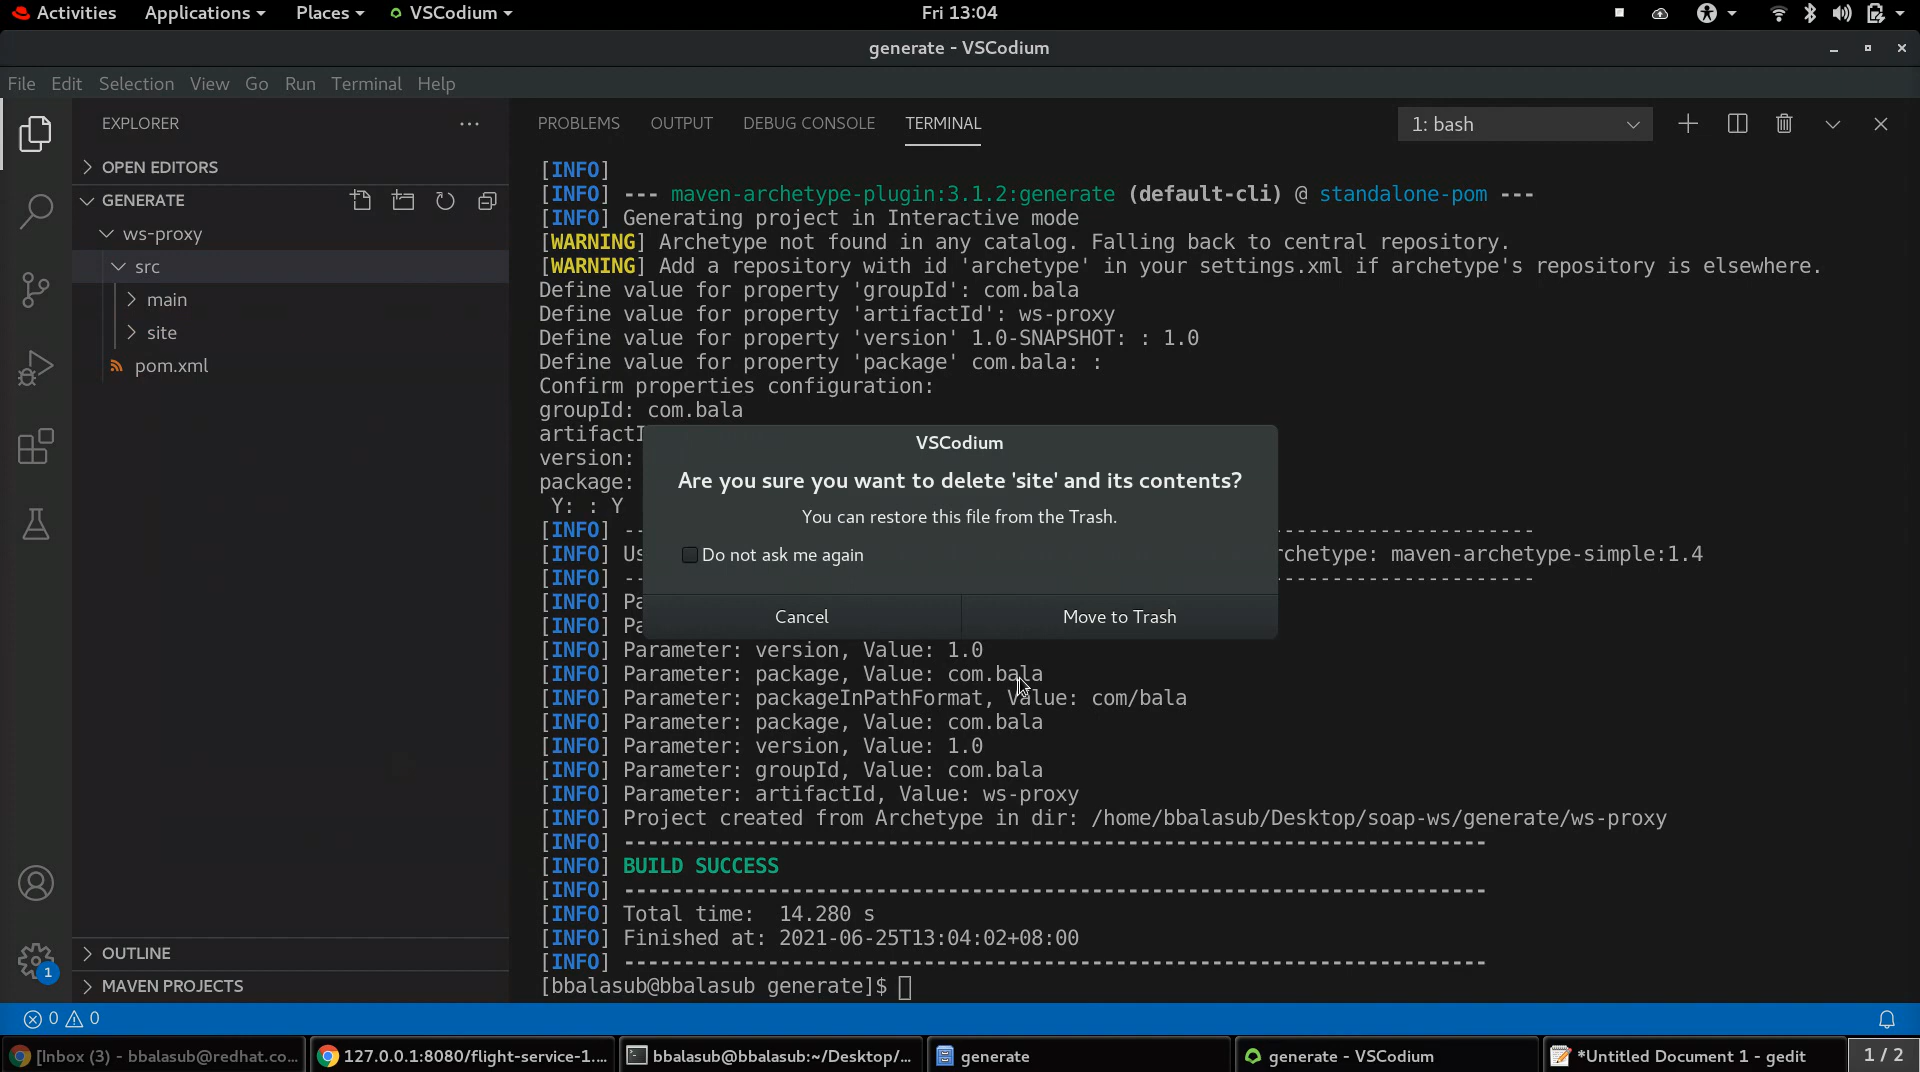 Activities Applications Places VSCodium Fri 13:04
generate - VSCodium
File Edit Selection View Go Run Terminal Help
EXPLORER
OPEN EDITORS
GENERATE
ws-proxy
src
main
site
pom.xml
OUTLINE
MAVEN PROJECTS
1
PROBLEMS OUTPUT DEBUG CONSOLE TERMINAL 1: bash
[INFO]
[INFO] --- maven-archetype-plugin:3.1.2:generate (default-cli) @ standalone-pom ---
[INFO] Generating project in Interactive mode
[WARNING] Archetype not found in any catalog. Falling back to central repository.
[WARNING] Add a repository with id 'archetype' in your settings.xml if archetype's repository is elsewhere.
Define value for property 'groupId': com.bala
Define value for property 'artifactId': ws-proxy
Define value for property 'version' 1.0-SNAPSHOT: : 1.0
Define value for property 'package' com.bala: :
Confirm properties configuration:
groupId: com.bala
version:
package:
Y: : Y
[INFO] --------------------
[INFO] chetype: maven-archetype-simple:1.4
[INFO] --------------------
[INFO]
[INFO]
[INFO] Parameter: version, Value: 1.0
[INFO] Parameter: package, Value: com.bala
[INFO] Parameter: packageInPathFormat, Value: com/bala
[INFO] Parameter: package, Value: com.bala
[INFO] Parameter: version, Value: 1.0
[INFO] Parameter: groupId, Value: com.bala
[INFO] Parameter: artifactId, Value: ws-proxy
[INFO] Project created from Archetype in dir: /home/bbalasub/Desktop/soap-ws/generate/ws-proxy
[INFO] ------------------------------------------------------------------------
[INFO] BUILD SUCCESS
[INFO] ------------------------------------------------------------------------
[INFO] Total time:  14.280 s
[INFO] Finished at: 2021-06-25T13:04:02+08:00
[INFO] ------------------------------------------------------------------------
[bbalasub@bbalasub generate]$
VSCodium
Are you sure you want to delete 'site' and its contents?
You can restore this file from the Trash.
Do not ask me again
Cancel Move to Trash
0 0
[Inbox (3) - bbalasub@redhat.co... 127.0.0.1:8080/flight-service-1.... bbalasub@bbalasub:~/Desktop/... generate generate - VSCodium *Untitled Document 1 - gedit 1 / 2